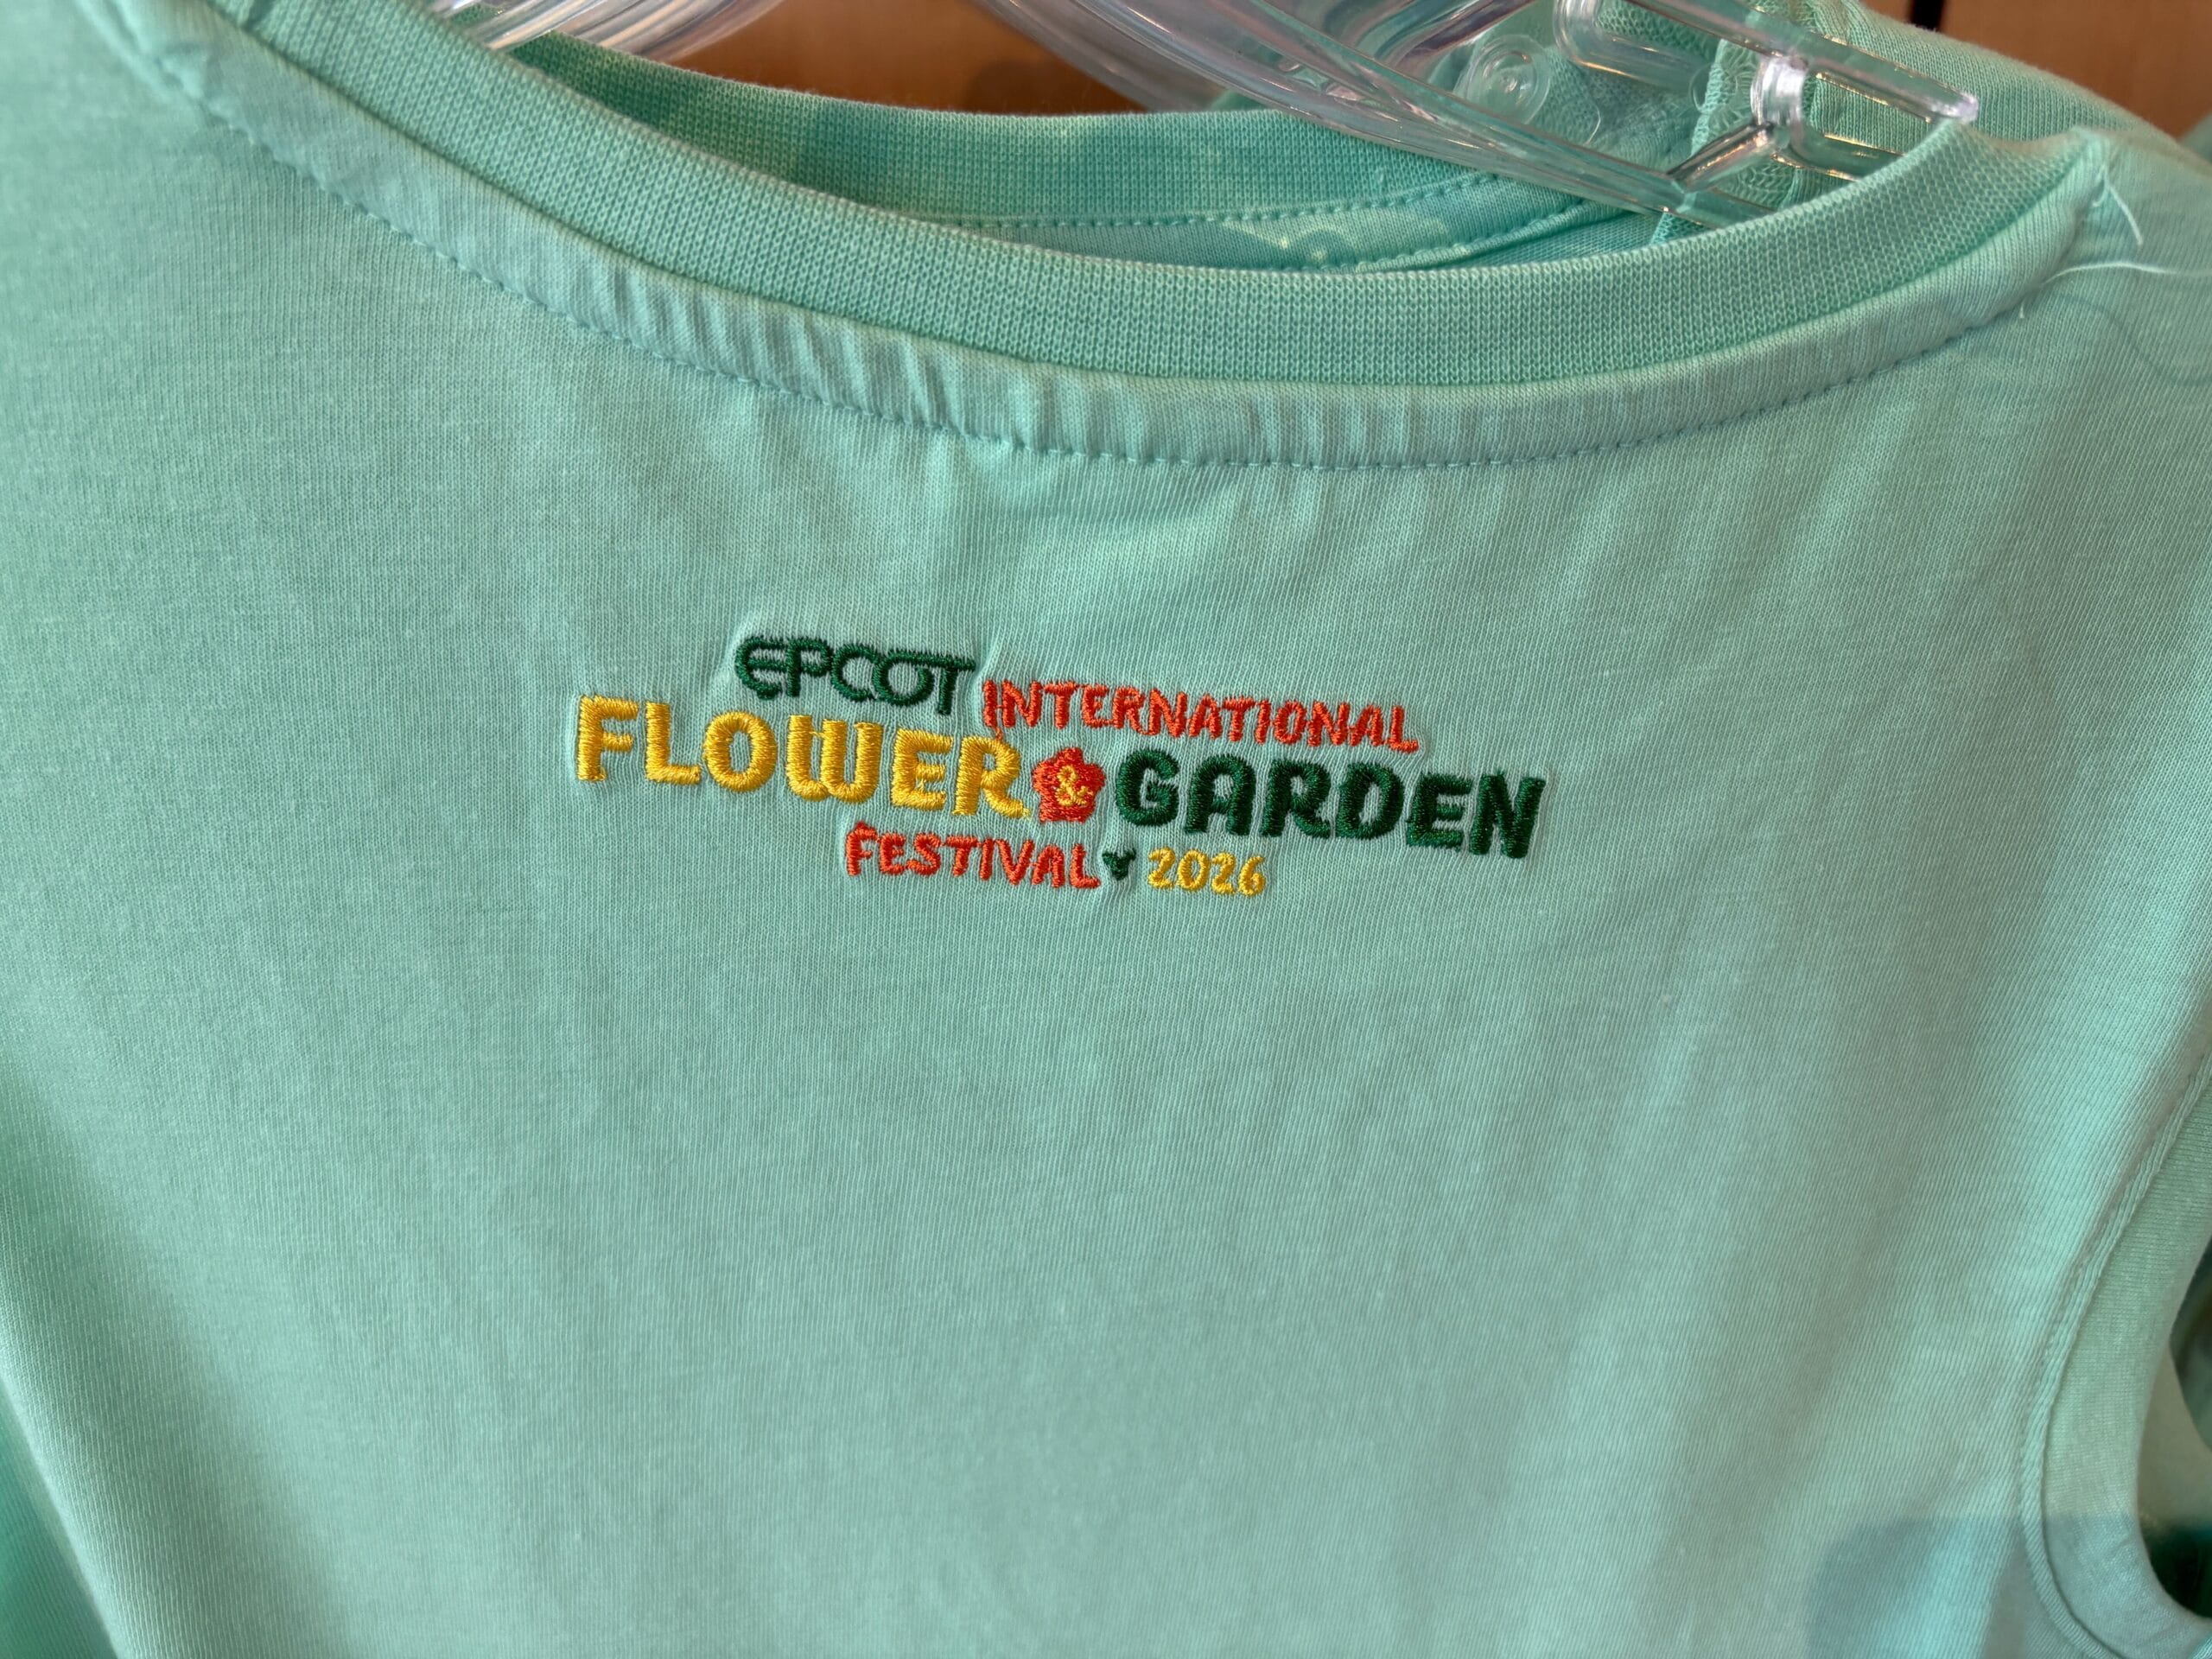 EPCOT INTERNATIONAL
FLOWER & GARDEN
FESTIVAL 2026